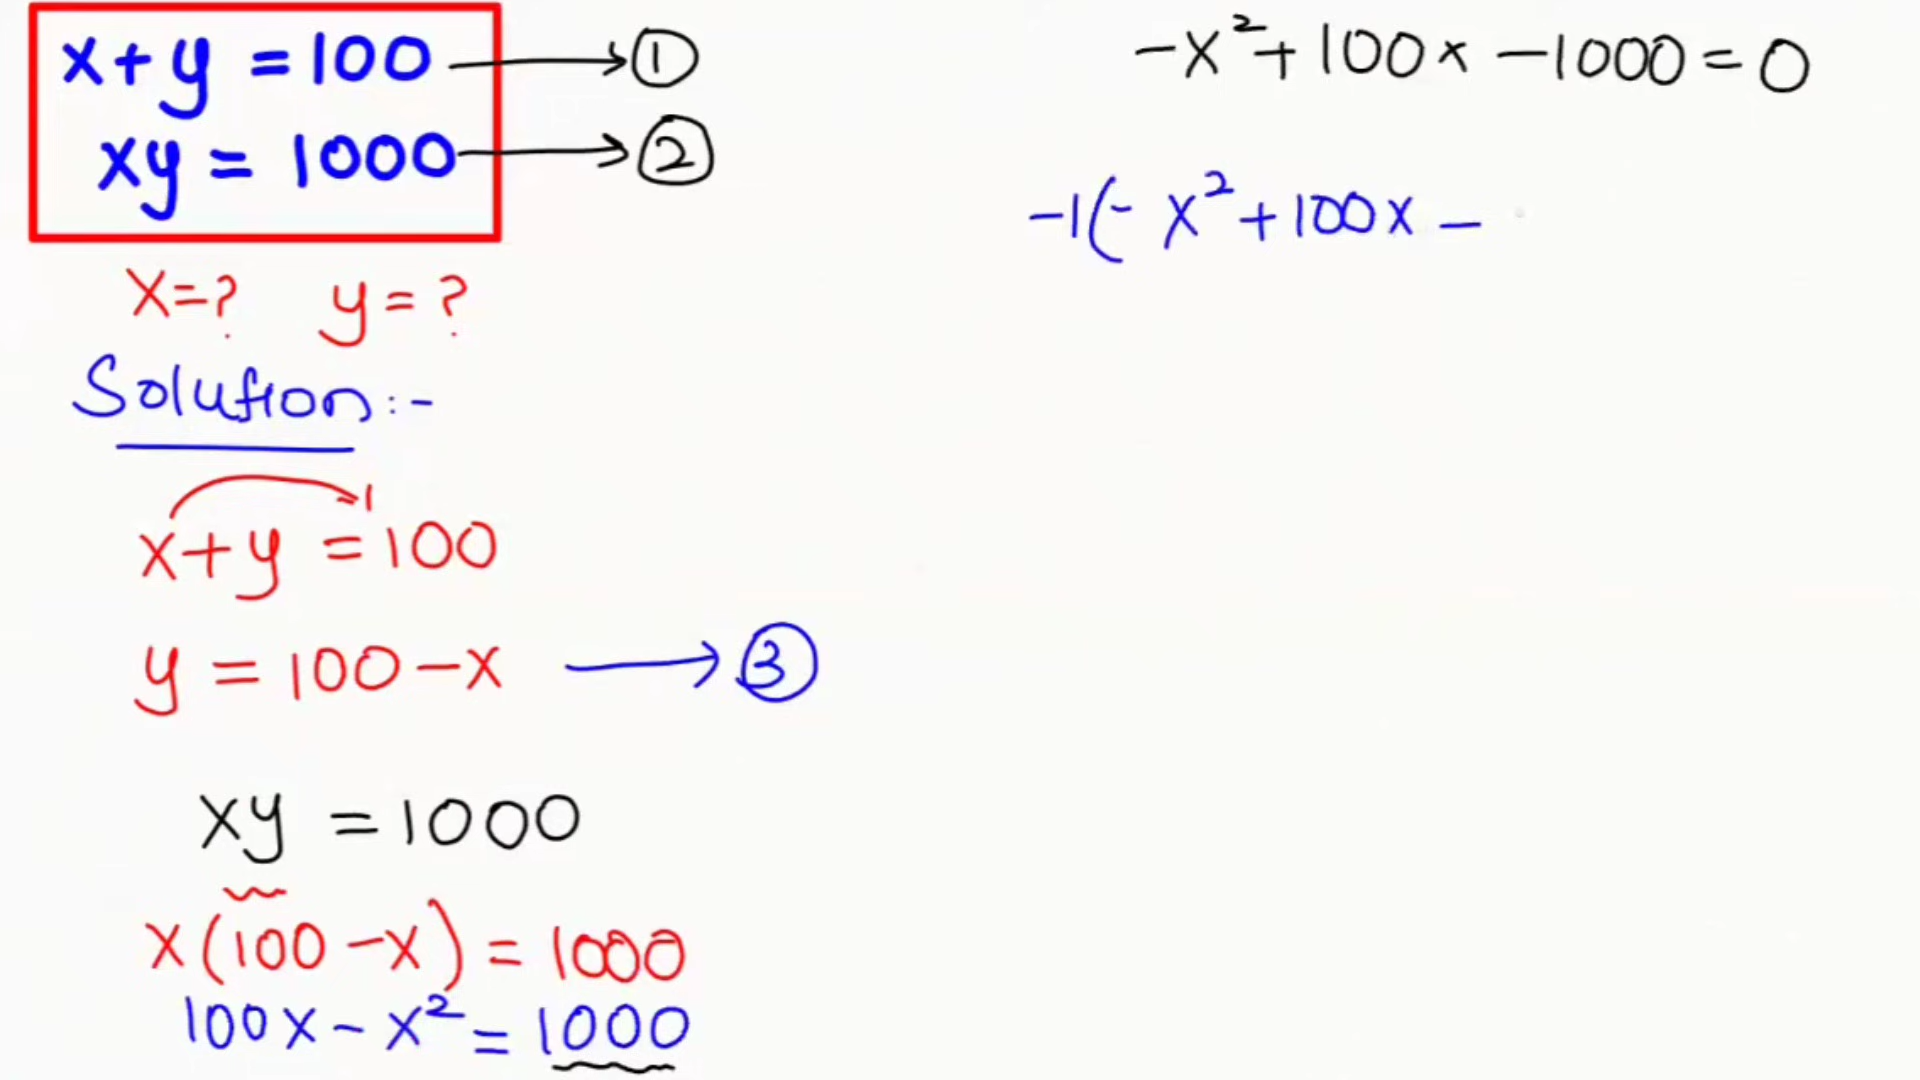 x+y = 100 → ①
xy = 1000 → ②
x=? y=?
Solution:-
x+y = 100
y = 100 - x → ③
xy = 1000
x(100 - x) = 1000
100x - x² = 1000
-x² + 100x - 1000 = 0
-1(- x² + 100x -